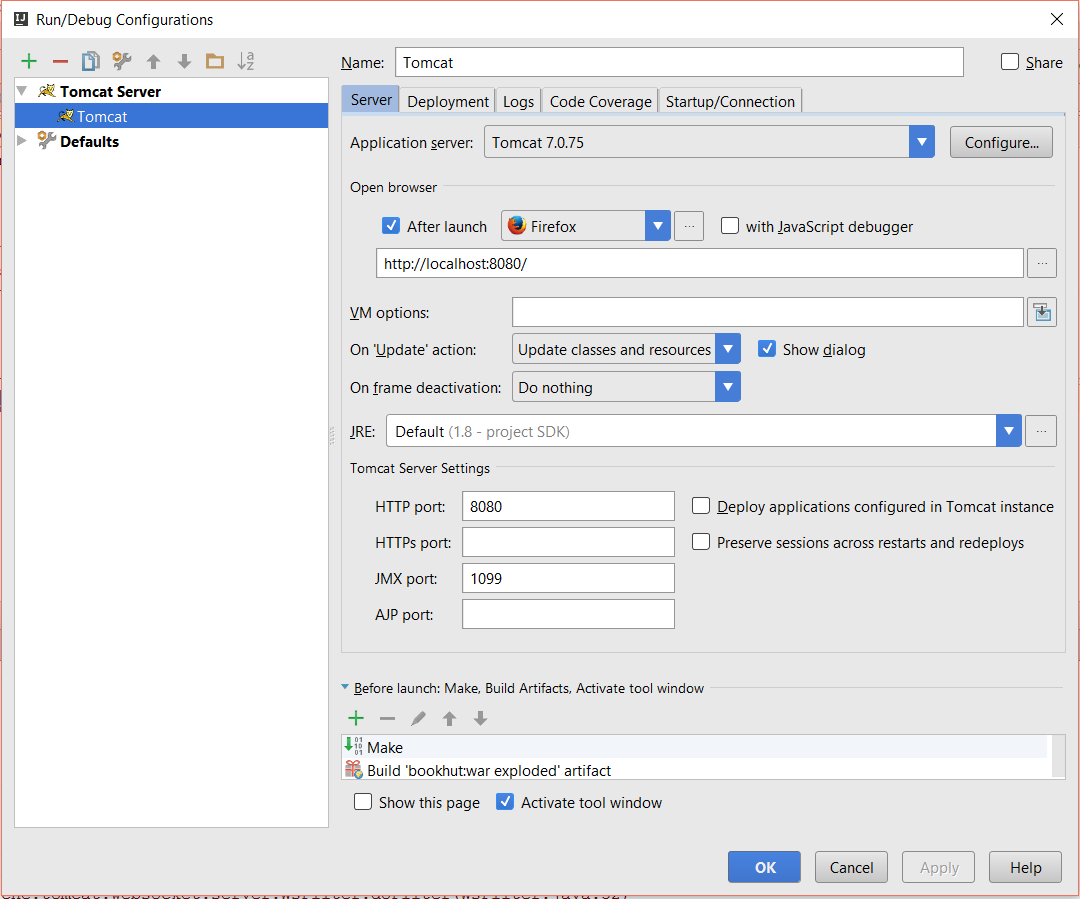 Run/Debug Configurations
Name: Tomcat
Share
Tomcat Server
Tomcat
Defaults
Server Deployment Logs Code Coverage Startup/Connection
Application server: Tomcat 7.0.75 Configure...
Open browser
After launch Firefox ... with JavaScript debugger
http://localhost:8080/ ...
VM options:
On 'Update' action: Update classes and resources Show dialog
On frame deactivation: Do nothing
JRE: Default (1.8 - project SDK) ...
Tomcat Server Settings
HTTP port: 8080 Deploy applications configured in Tomcat instance
HTTPs port: Preserve sessions across restarts and redeploys
JMX port: 1099
AJP port:
Before launch: Make, Build Artifacts, Activate tool window
Make
Build 'bookhut:war exploded' artifact
Show this page Activate tool window
OK Cancel Apply Help